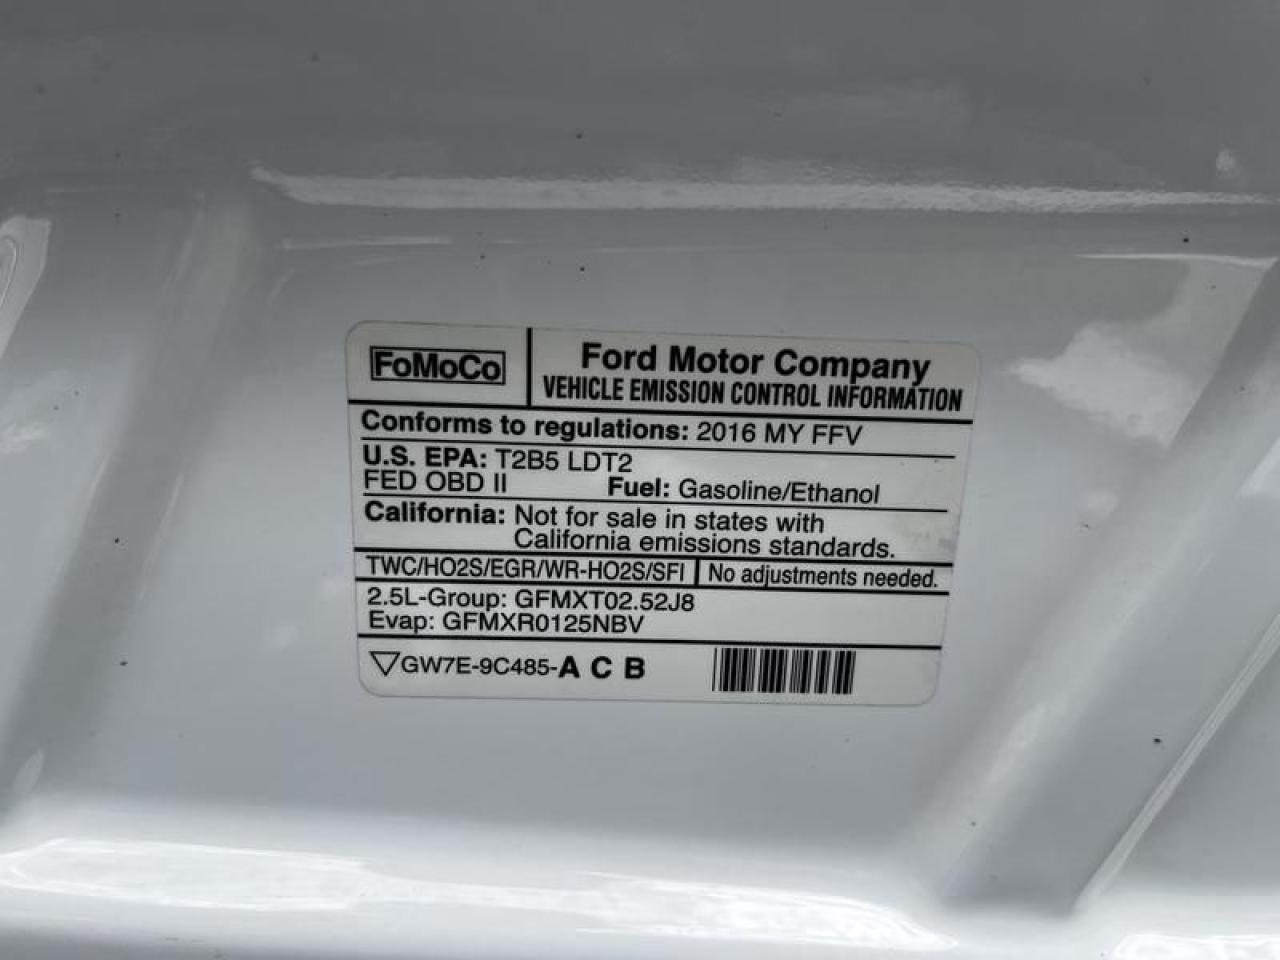 FoMoCo
Ford Motor Company
VEHICLE EMISSION CONTROL INFORMATION
Conforms to regulations: 2016 MY FFV
U.S. EPA: T2B5 LDT2
FED OBD II Fuel: Gasoline/Ethanol
California: Not for sale in states with
California emissions standards.
TWC/HO2S/EGR/WR-HO2S/SFI No adjustments needed.
2.5L-Group: GFMXT02.52J8
Evap: GFMXR0125NBV
GW7E-9C485-A C B